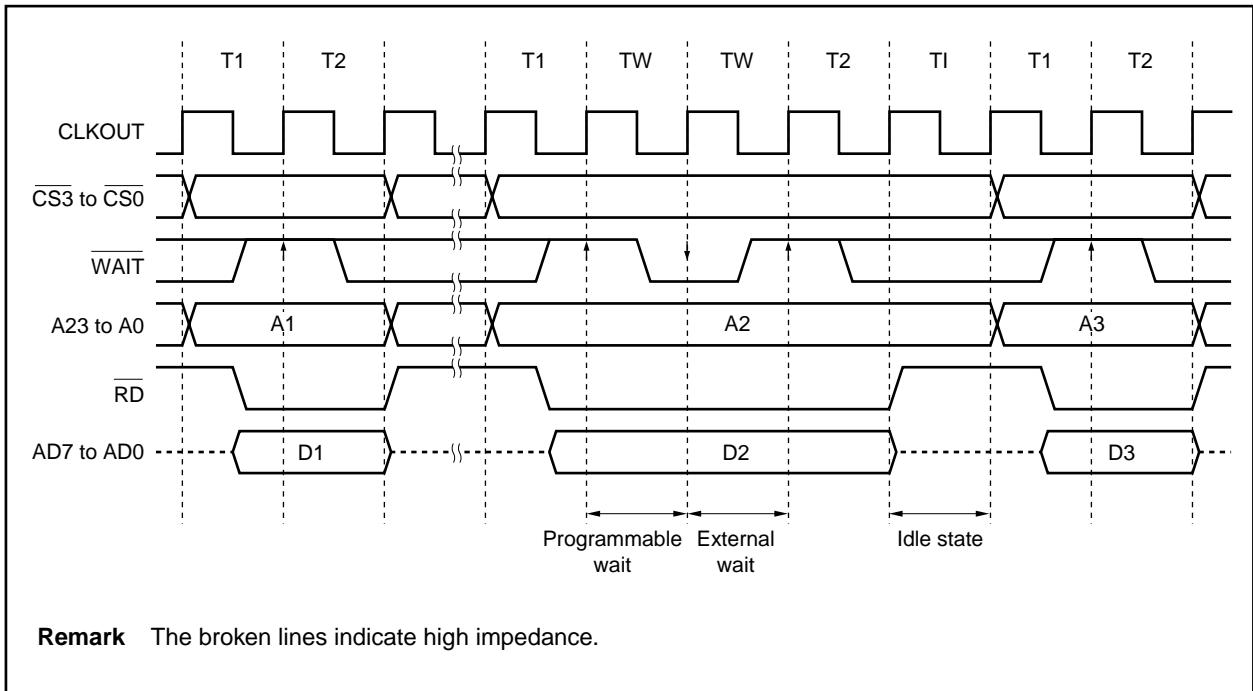 T1 T2 T1 TW TW T2 TI T1 T2
CLKOUT
CS3 to CS0
WAIT
A23 to A0 A1 A2 A3
RD
AD7 to AD0 D1 D2 D3
Programmable wait
External wait
Idle state
Remark The broken lines indicate high impedance.